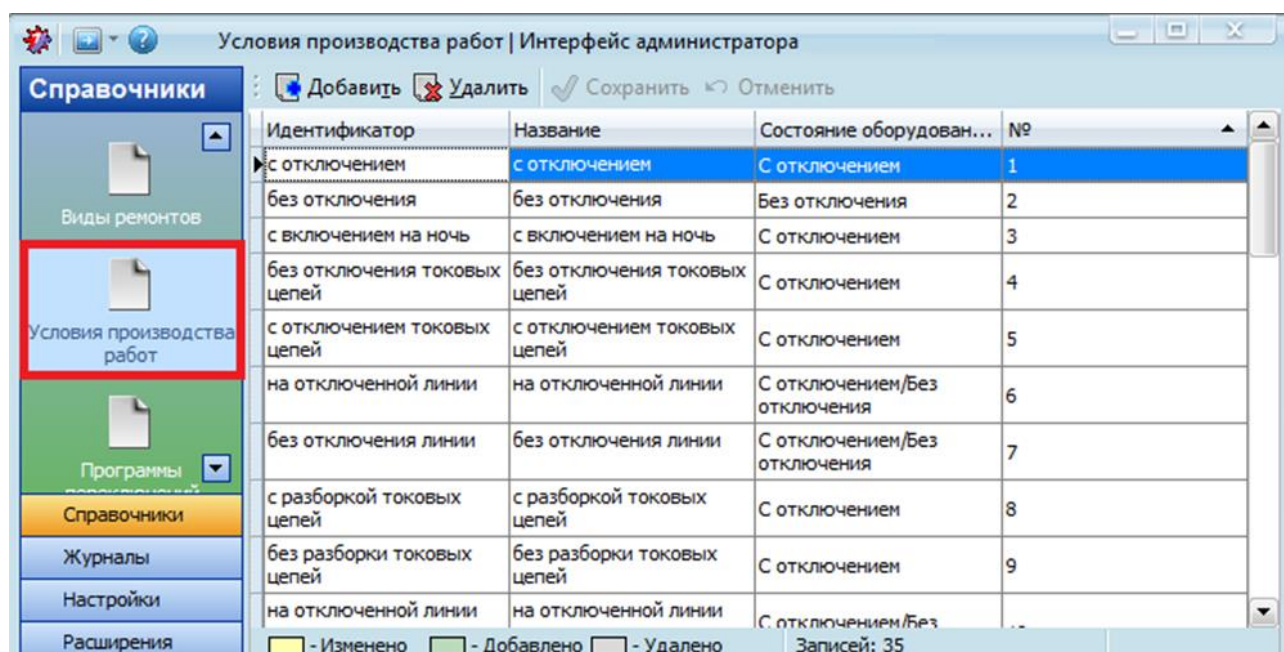 Условия производства работ | Интерфейс администратора
Справочники
Добавить Удалить Сохранить Отменить
Идентификатор Название Состояние оборудован... №
с отключением с отключением С отключением 1
Виды ремонтов
без отключения без отключения Без отключения 2
с включением на ночь с включением на ночь С отключением 3
без отключения токовых без отключения токовых С отключением 4
цепей цепей
Условия производства
работ
с отключением токовых с отключением токовых С отключением 5
цепей цепей
на отключенной линии на отключенной линии С отключением/Без 6
отключения
без отключения линии без отключения линии С отключением/Без 7
отключения
Программы
переключений
с разборкой токовых с разборкой токовых С отключением 8
цепей цепей
Справочники
без разборки токовых без разборки токовых С отключением 9
цепей цепей
Журналы
Настройки
на отключенной линии на отключенной линии С отключением/Без
Расширения
- Изменено - Добавлено - Удалено Записей: 35